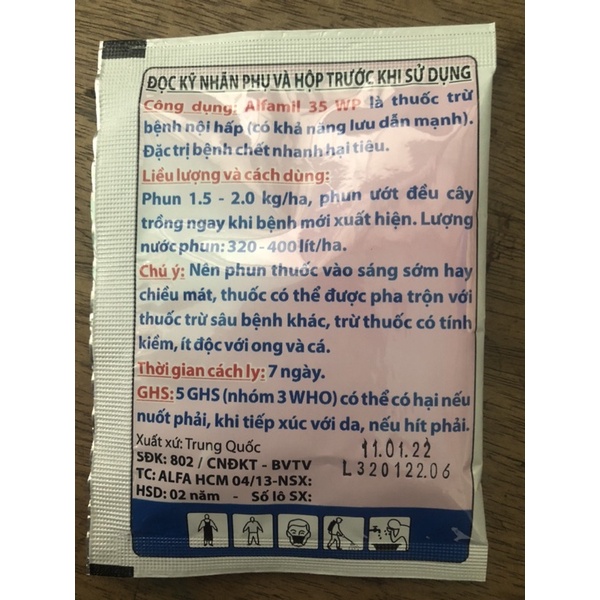 ĐỌC KỸ NHÃN PHỤ VÀ HỘP TRƯỚC KHI SỬ DỤNG
Công dụng: Alfamil 35 WP là thuốc trừ
bệnh nội hấp (có khả năng lưu dẫn mạnh).
Đặc trị bệnh chết nhanh hại tiêu.
Liều lượng và cách dùng:
Phun 1.5 - 2.0 kg/ha, phun ướt đều cây
trồng ngay khi bệnh mới xuất hiện. Lượng
nước phun: 320 - 400 lít/ha.
Chú ý: Nên phun thuốc vào sáng sớm hay
chiều mát, thuốc có thể được pha trộn với
thuốc trừ sâu bệnh khác, trừ thuốc có tính
kiềm, ít độc với ong và cá.
Thời gian cách ly: 7 ngày.
GHS: 5 GHS (nhóm 3 WHO) có thể có hại nếu
nuốt phải, khi tiếp xúc với da, nếu hít phải.
Xuất xứ: Trung Quốc
SĐK: 802 / CNĐKT - BVTV
TC: ALFA HCM 04/13-NSX: 11.01.22
HSD: 02 năm - Số lô SX: L320122.06